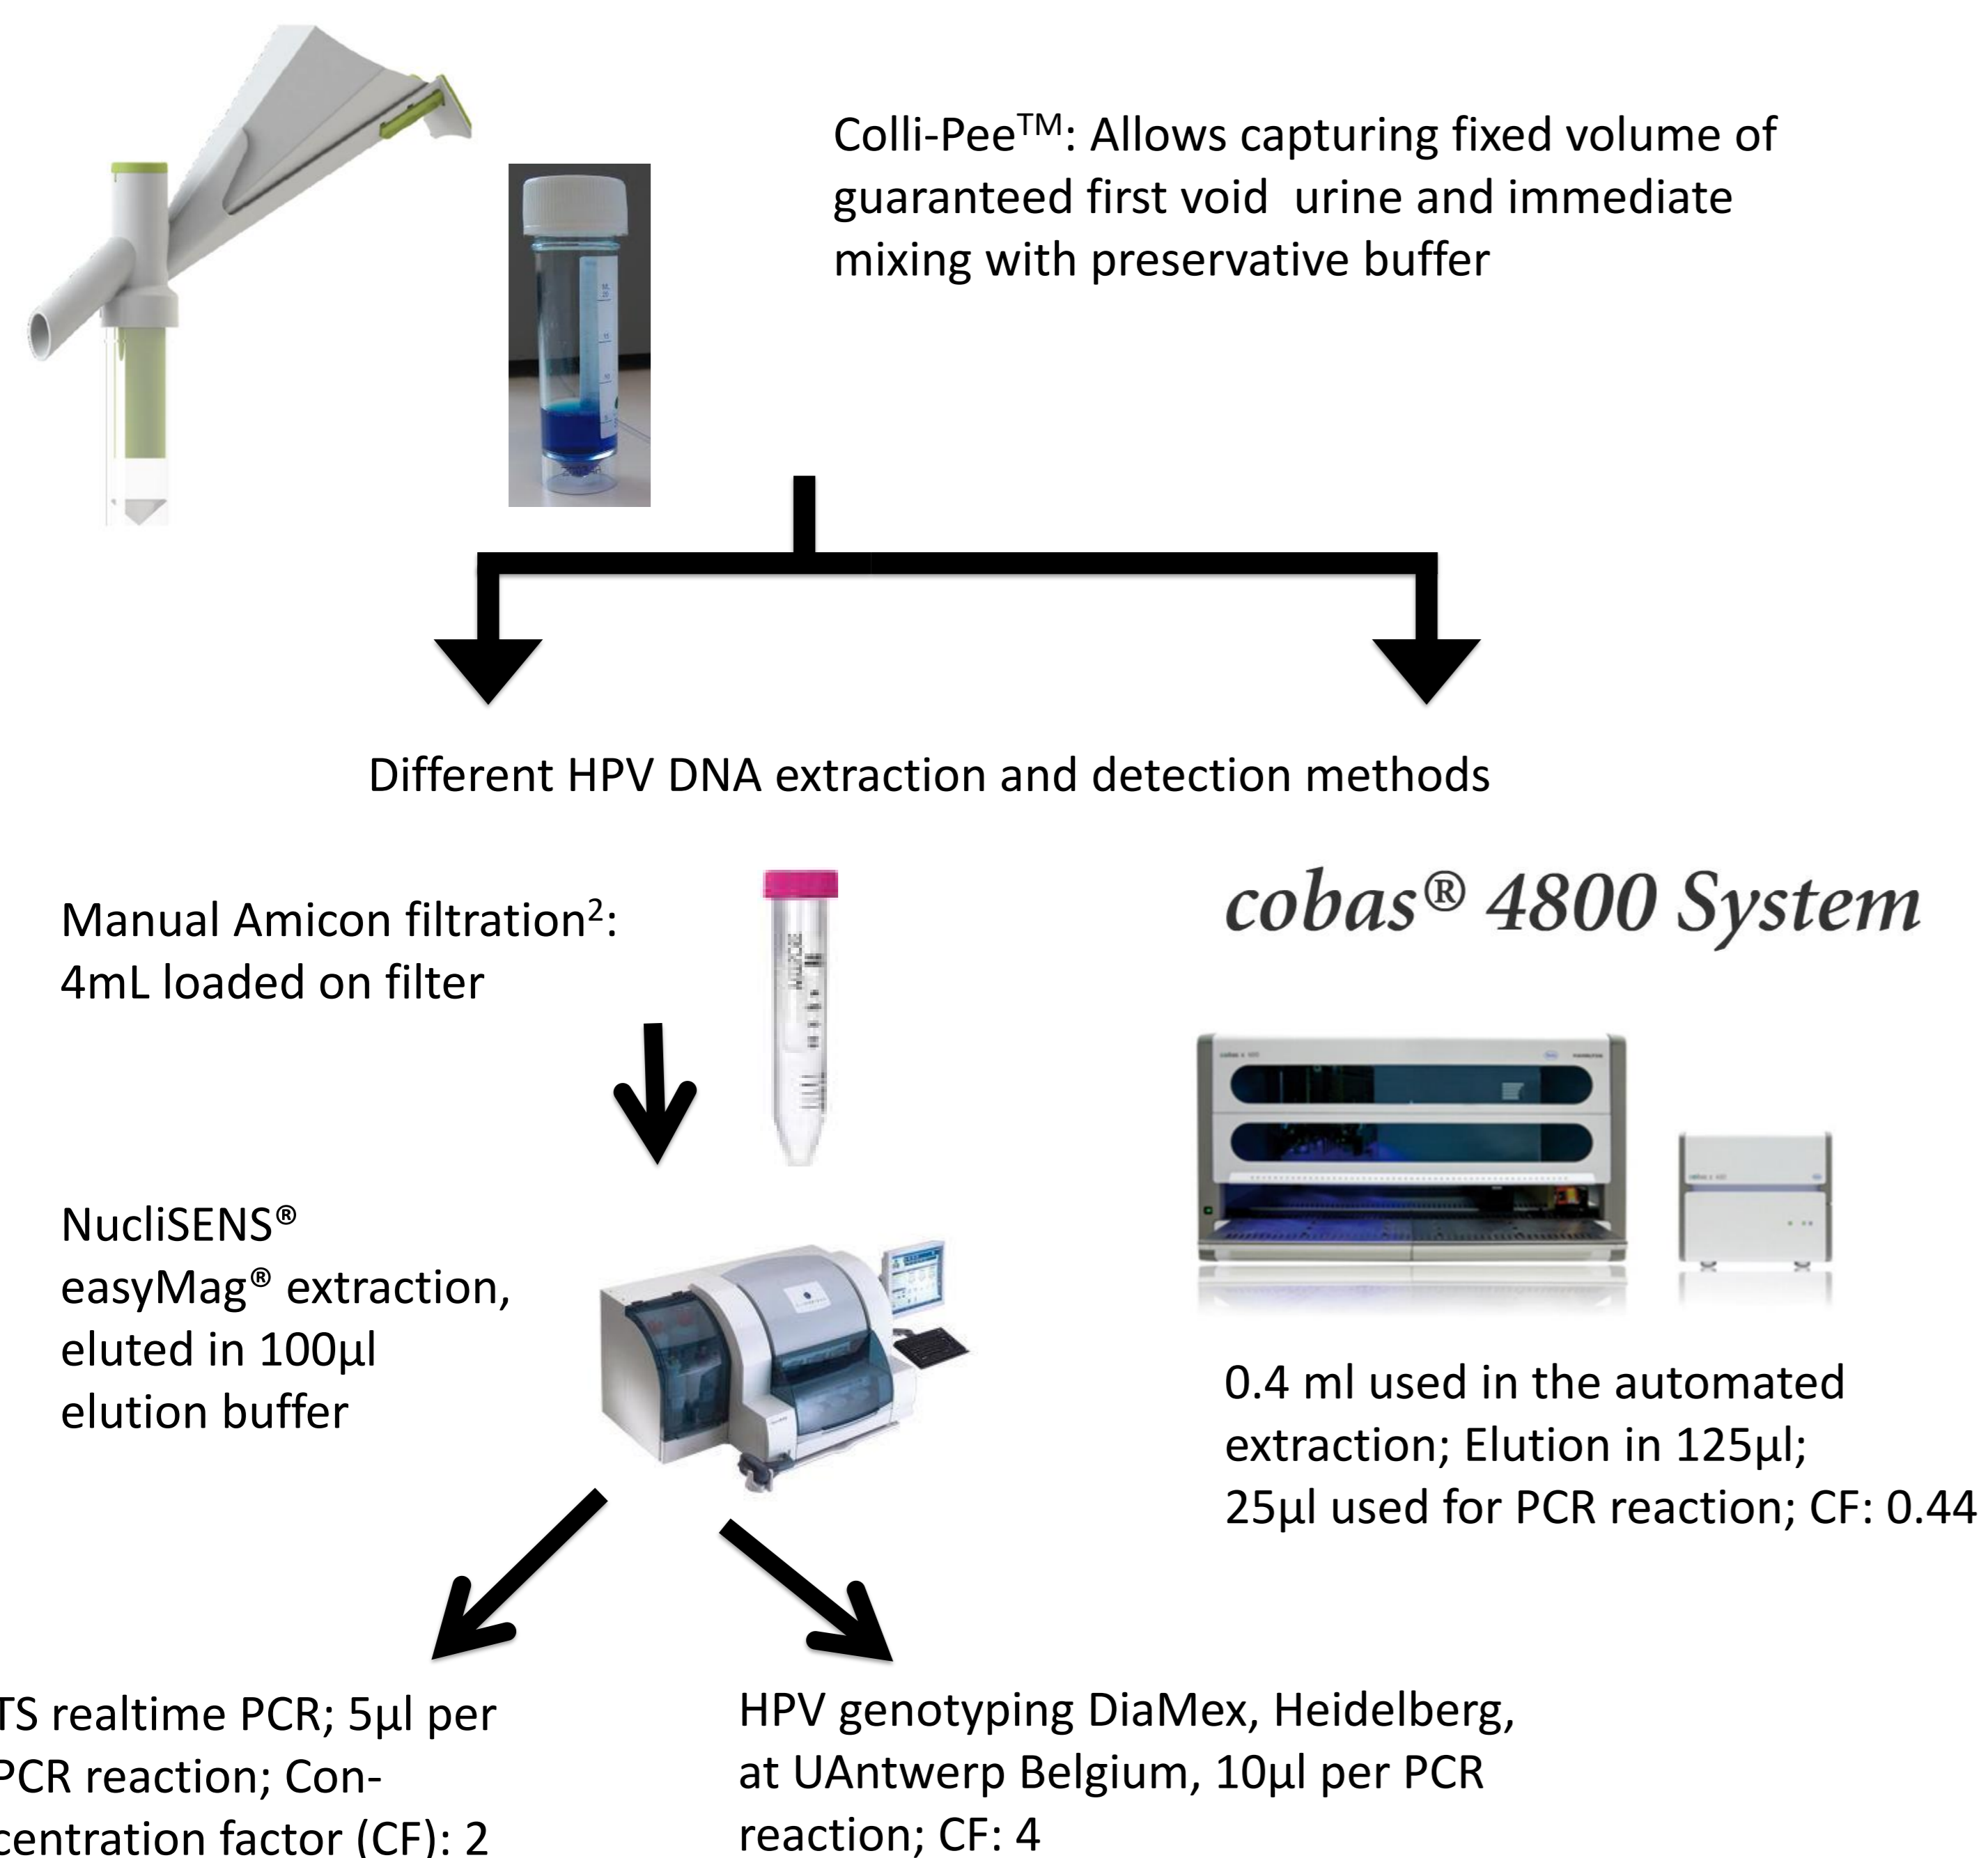 Colli-Pee™: Allows capturing fixed volume of
guaranteed first void urine and immediate
mixing with preservative buffer
Different HPV DNA extraction and detection methods
Manual Amicon filtration²:
4mL loaded on filter
cobas® 4800 System
NucliSENS®
easyMag® extraction,
eluted in 100µl
elution buffer
0.4 ml used in the automated
extraction; Elution in 125µl;
25µl used for PCR reaction; CF: 0.44
TS realtime PCR; 5µl per
PCR reaction; Con-
centration factor (CF): 2
HPV genotyping DiaMex, Heidelberg,
at UAntwerp Belgium, 10µl per PCR
reaction; CF: 4